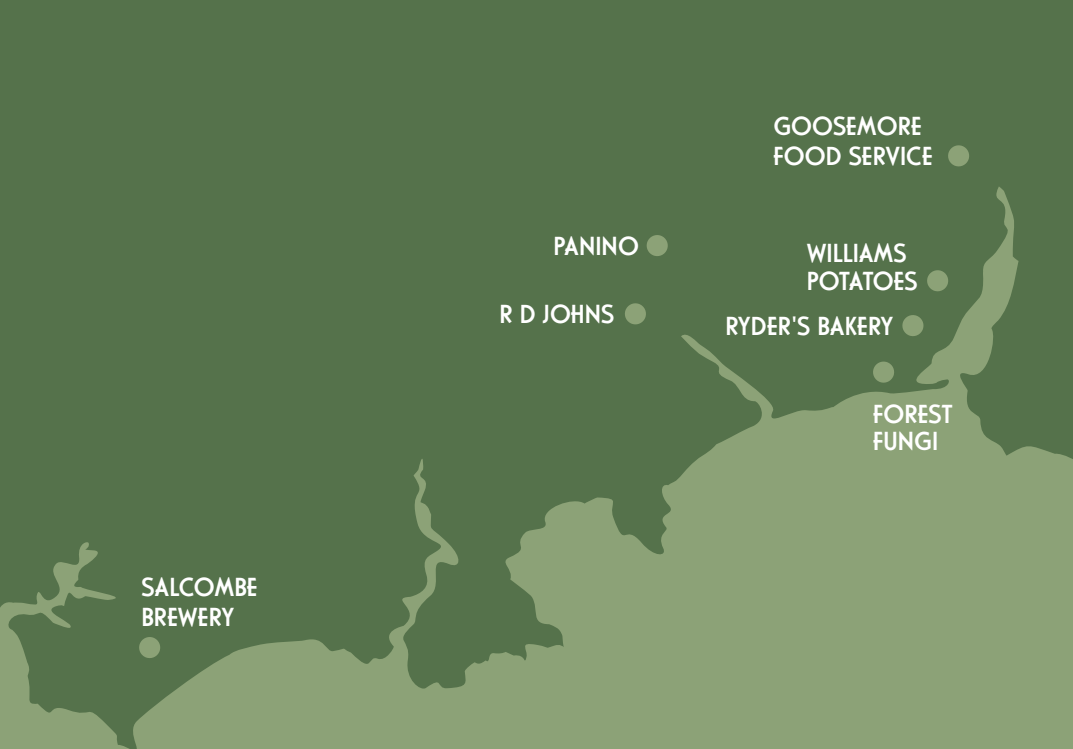 GOOSEMORE
FOOD SERVICE
PANINO
WILLIAMS
POTATOES
R D JOHNS
RYDER'S BAKERY
FOREST
FUNGI
SALCOMBE
BREWERY